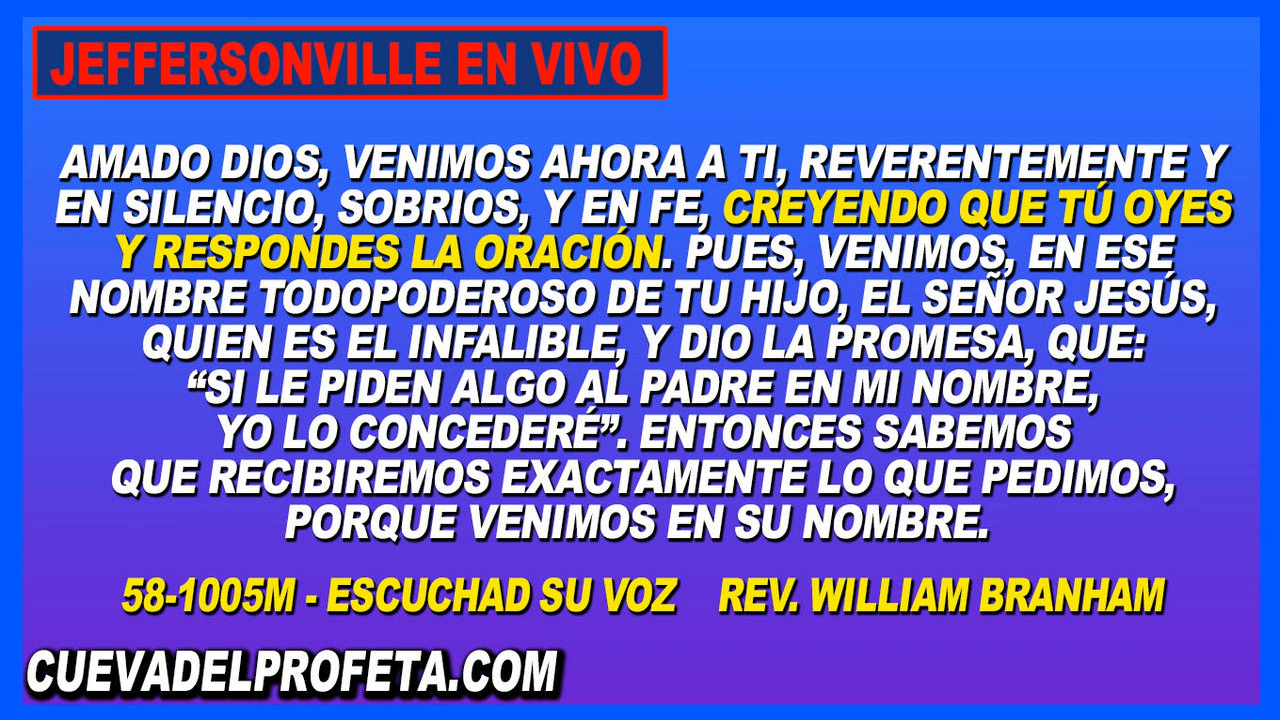 JEFFERSONVILLE EN VIVO
AMADO DIOS, VENIMOS AHORA A TI, REVERENTEMENTE Y
EN SILENCIO, SOBRIOS, Y EN FE, CREYENDO QUE TÚ OYES
Y RESPONDES LA ORACIÓN. PUES, VENIMOS, EN ESE
NOMBRE TODOPODEROSO DE TU HIJO, EL SEÑOR JESÚS,
QUIEN ES EL INFALIBLE, Y DIO LA PROMESA, QUE:
“SI LE PIDEN ALGO AL PADRE EN MI NOMBRE,
YO LO CONCEDERÉ”. ENTONCES SABEMOS
QUE RECIBIREMOS EXACTAMENTE LO QUE PEDIMOS,
PORQUE VENIMOS EN SU NOMBRE.
58-1005M - ESCUCHAD SU VOZ REV. WILLIAM BRANHAM
CUEVADELPROFETA.COM